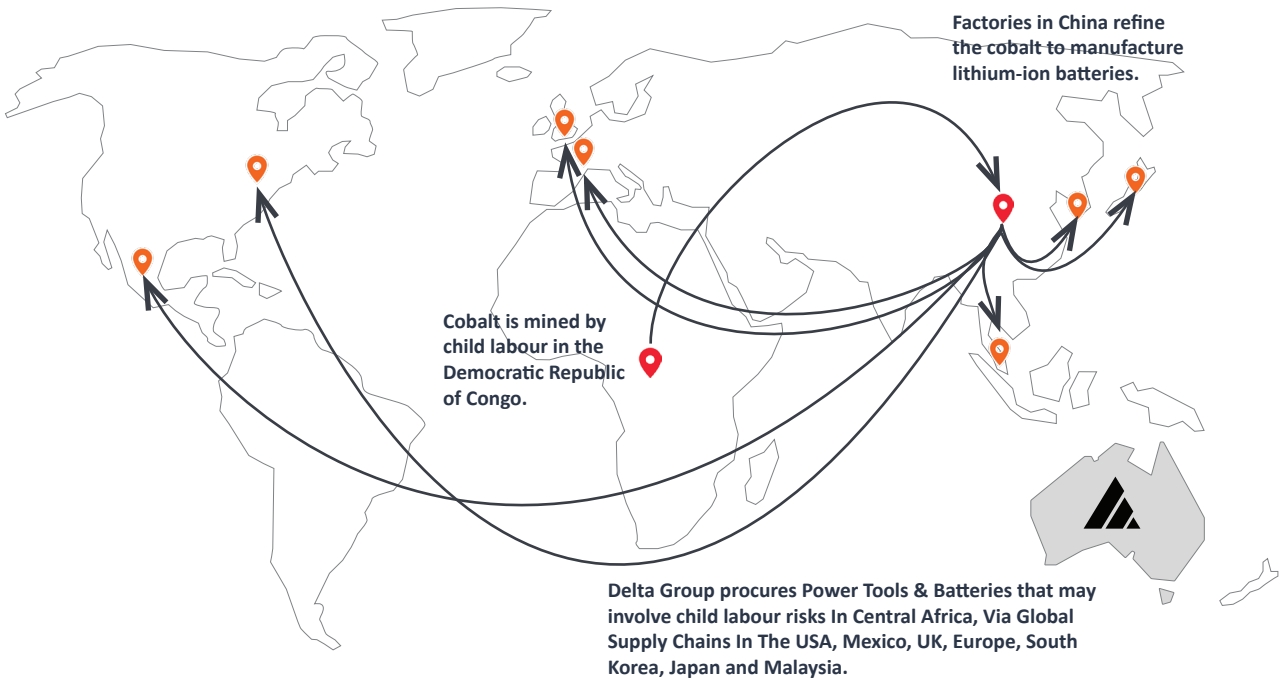 Factories in China refine
the cobalt to manufacture
lithium-ion batteries.
Cobalt is mined by
child labour in the
Democratic Republic
of Congo.
Delta Group procures Power Tools & Batteries that may
involve child labour risks In Central Africa, Via Global
Supply Chains In The USA, Mexico, UK, Europe, South
Korea, Japan and Malaysia.